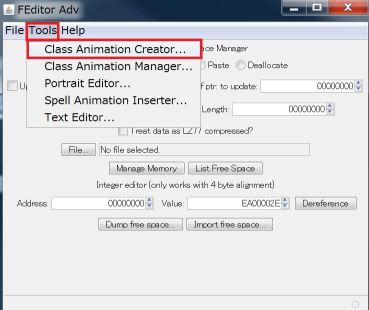 FEditor Adv
File Tools Help
Class Animation Creator...
Class Animation Manager...
Portrait Editor...
Spell Animation Inserter...
Text Editor...
Manager
Paste Deallocate
ptr. to update: 00000000
Length: 00000000
Treat data as LZ77 compressed?
File... No file selected.
Manage Memory List Free Space
Integer editor (only works with 4 byte alignment)
Address: 00000000 Value: EA00002E Dereference
Dump free space... Import free space...